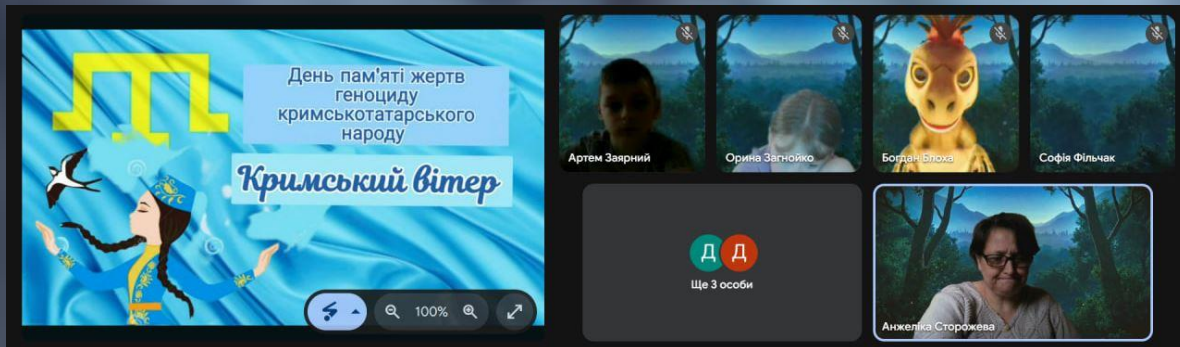 День пам'яті жертв
геноциду
кримськотатарського
народу
Кримський вітер
100%
Артем Заярний
Орина Загнойко
Богдан Блоха
Софія Фільчак
Д Д
Ще 3 особи
Анжеліка Сторожева